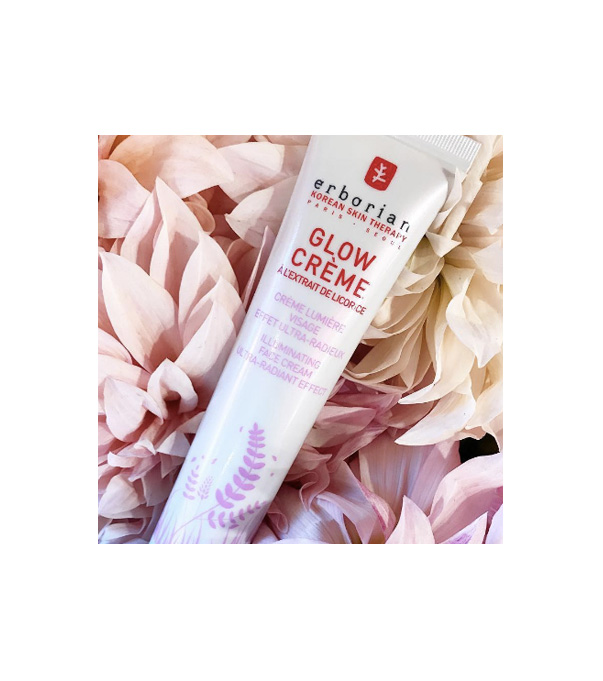 erborian
KOREAN SKIN THERAPY
PARIS · SEOUL
GLOW
CRÈME
À L'EXTRAIT DE LICORICE
CRÈME LUMIÈRE
VISAGE
EFFET ULTRA-RADIEUX
ILLUMINATING
FACE CREAM
ULTRA-RADIANT EFFECT